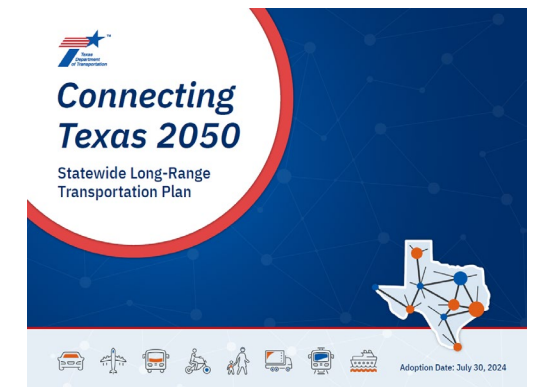 Texas
Department
of Transportation
Connecting
Texas 2050
Statewide Long-Range
Transportation Plan
Adoption Date: July 30, 2024